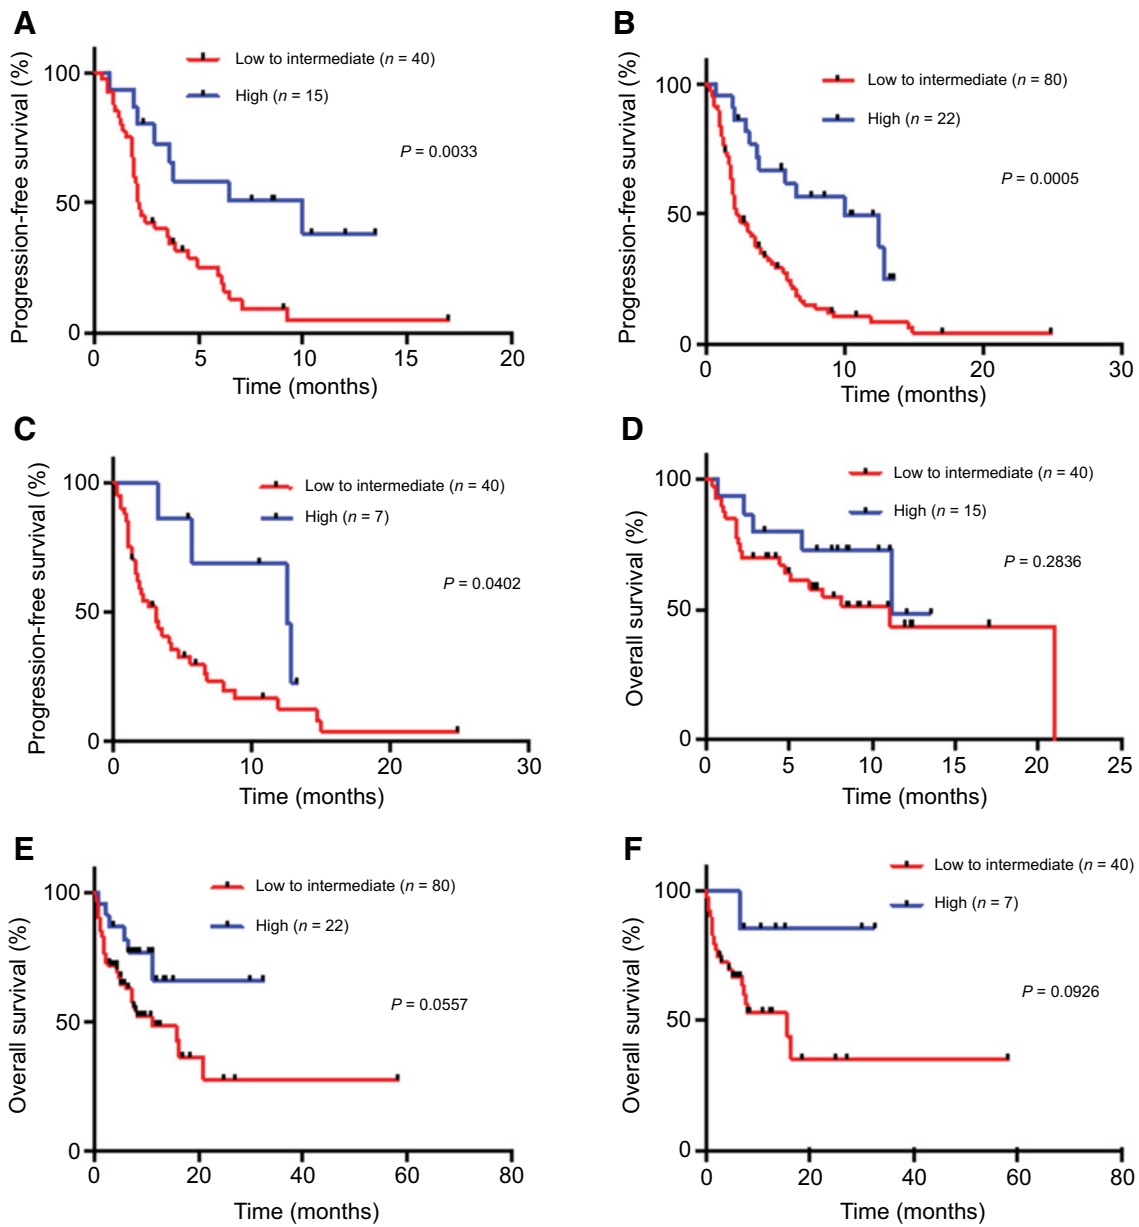 A
Progression-free survival (%)
Low to intermediate (n = 40)
High (n = 15)
P = 0.0033
100
50
0
0 5 10 15 20
Time (months)
B
Progression-free survival (%)
Low to intermediate (n = 80)
High (n = 22)
P = 0.0005
100
50
0
0 10 20 30
Time (months)
C
Progression-free survival (%)
Low to intermediate (n = 40)
High (n = 7)
P = 0.0402
100
50
0
0 10 20 30
Time (months)
D
Overall survival (%)
Low to intermediate (n = 40)
High (n = 15)
P = 0.2836
100
50
0
0 5 10 15 20 25
Time (months)
E
Overall survival (%)
Low to intermediate (n = 80)
High (n = 22)
P = 0.0557
100
50
0
0 20 40 60 80
Time (months)
F
Overall survival (%)
Low to intermediate (n = 40)
High (n = 7)
P = 0.0926
100
50
0
0 20 40 60 80
Time (months)